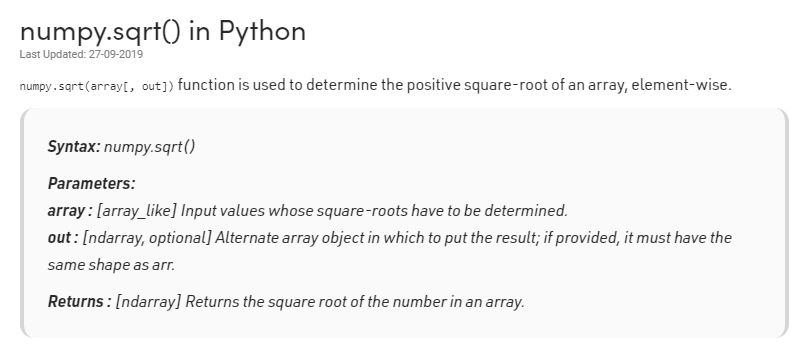 numpy.sqrt() in Python
Last Updated: 27-09-2019
numpy.sqrt(array[, out]) function is used to determine the positive square-root of an array, element-wise.
Syntax: numpy.sqrt()
Parameters:
array : [array_like] Input values whose square-roots have to be determined.
out : [ndarray, optional] Alternate array object in which to put the result; if provided, it must have the
same shape as arr.
Returns : [ndarray] Returns the square root of the number in an array.